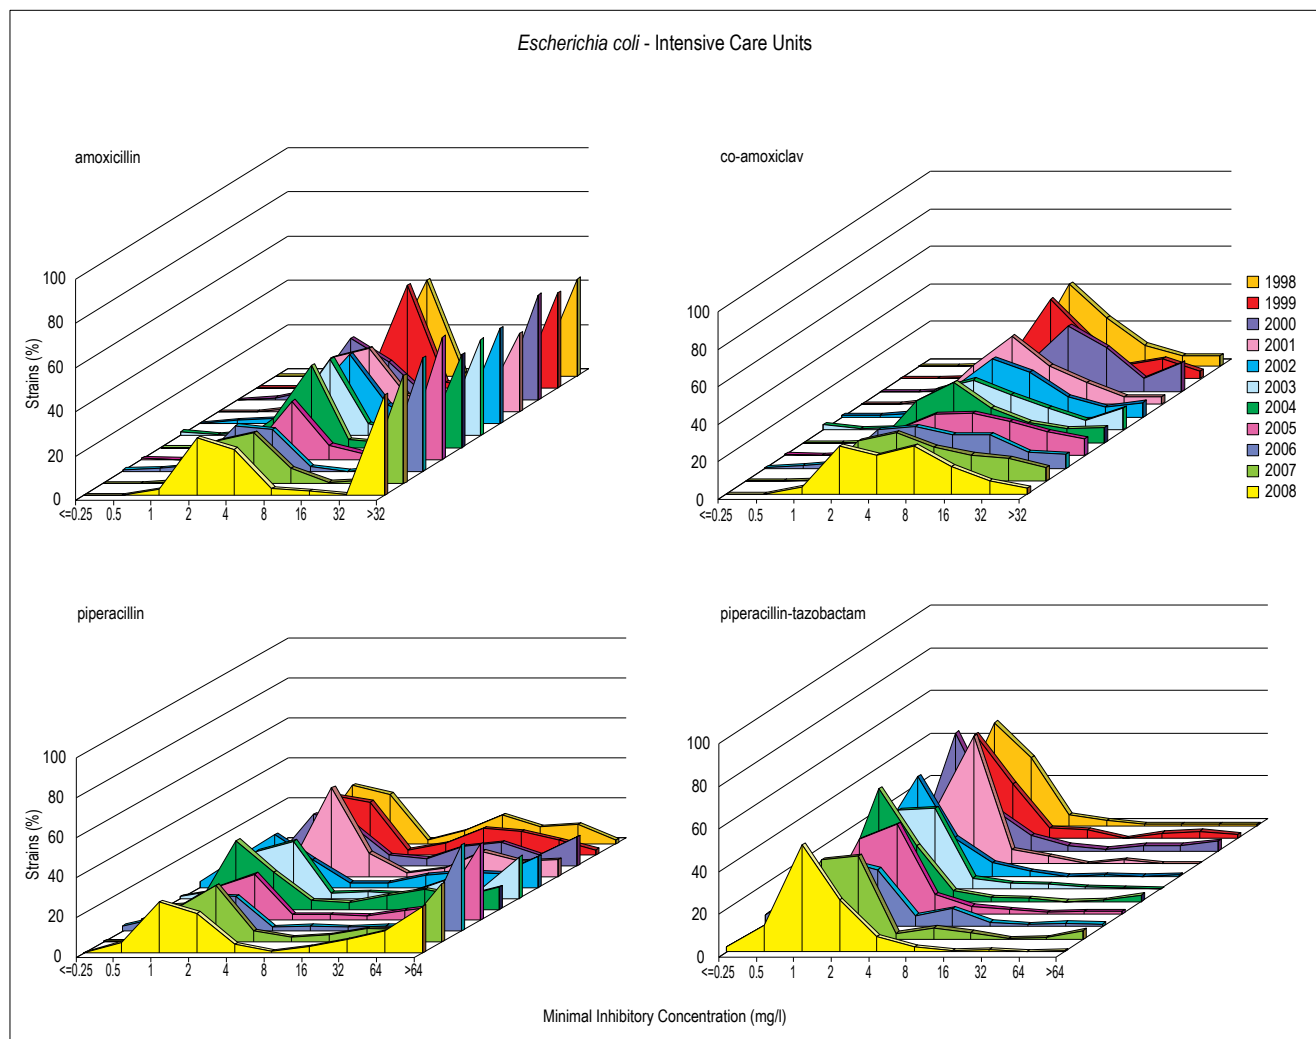 Escherichia coli - Intensive Care Units
amoxicillin
100
80
60
40
20
0
Strains (%)
<=0.25 0.5 1 2 4 8 16 32 >32
co-amoxiclav
100
80
60
40
20
0
<=0.25 0.5 1 2 4 8 16 32 >32
1998
1999
2000
2001
2002
2003
2004
2005
2006
2007
2008
piperacillin
100
80
60
40
20
0
Strains (%)
<=0.25 0.5 1 2 4 8 16 32 64 >64
piperacillin-tazobactam
100
80
60
40
20
0
<=0.25 0.5 1 2 4 8 16 32 64 >64
Minimal Inhibitory Concentration (mg/l)